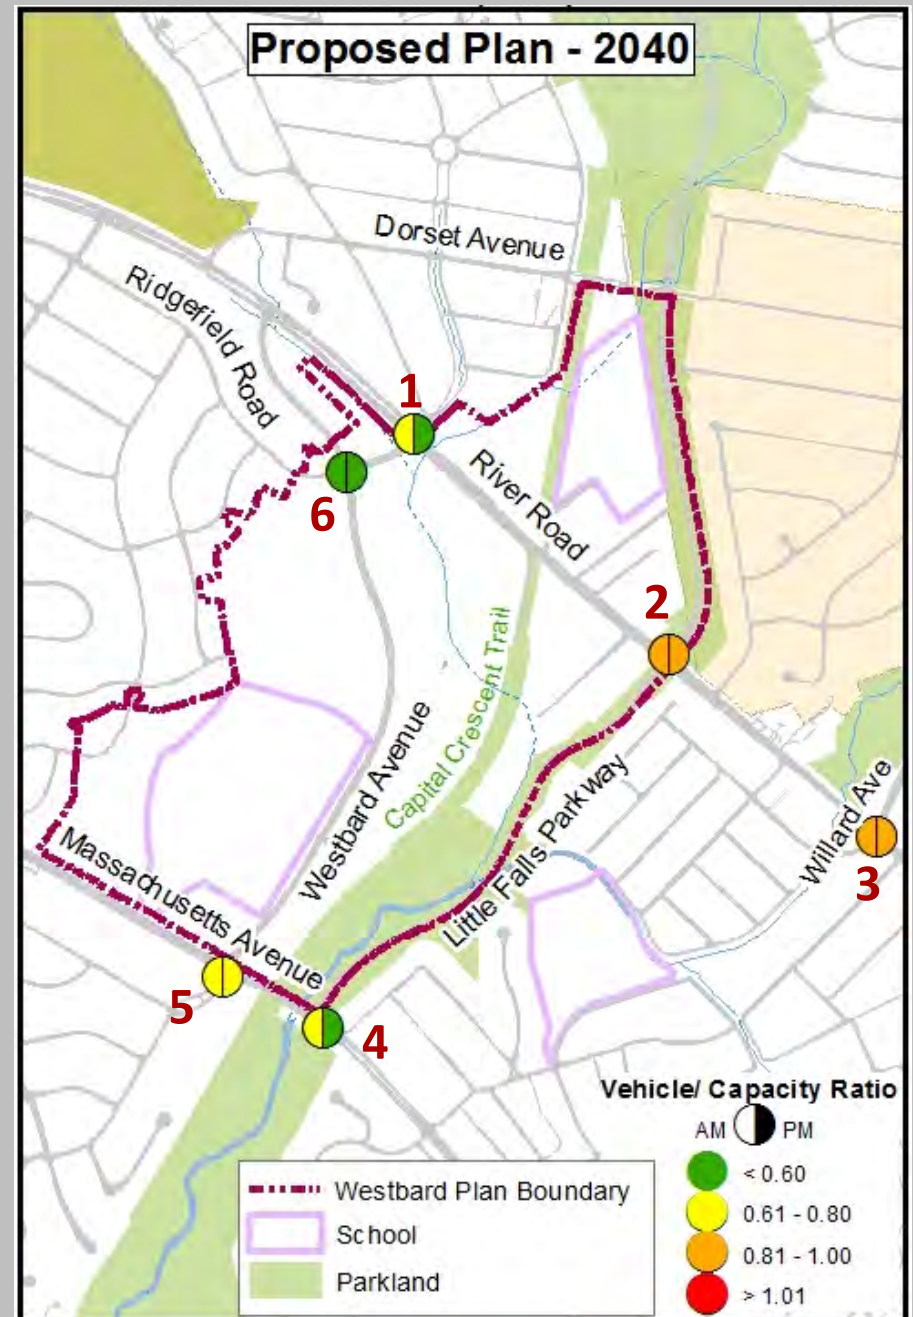 Proposed Plan - 2040
Dorset Avenue
Ridgefield Road
1
River Road
6
2
Capital Crescent Trail
Westbard Avenue
Willard Ave
Little Falls Parkway
3
Massachusetts Avenue
5
4
Vehicle/ Capacity Ratio
AM PM
< 0.60
0.61 - 0.80
0.81 - 1.00
> 1.01
Westbard Plan Boundary
School
Parkland